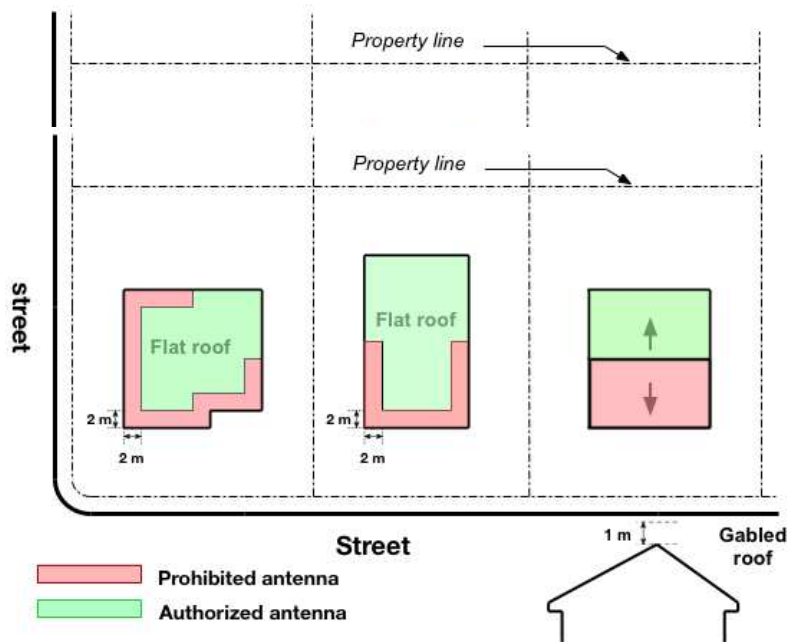 Property line
Property line
street
Flat roof
Flat roof
2 m
2 m
2 m
2 m
Street
1 m
Gabled
roof
Prohibited antenna
Authorized antenna